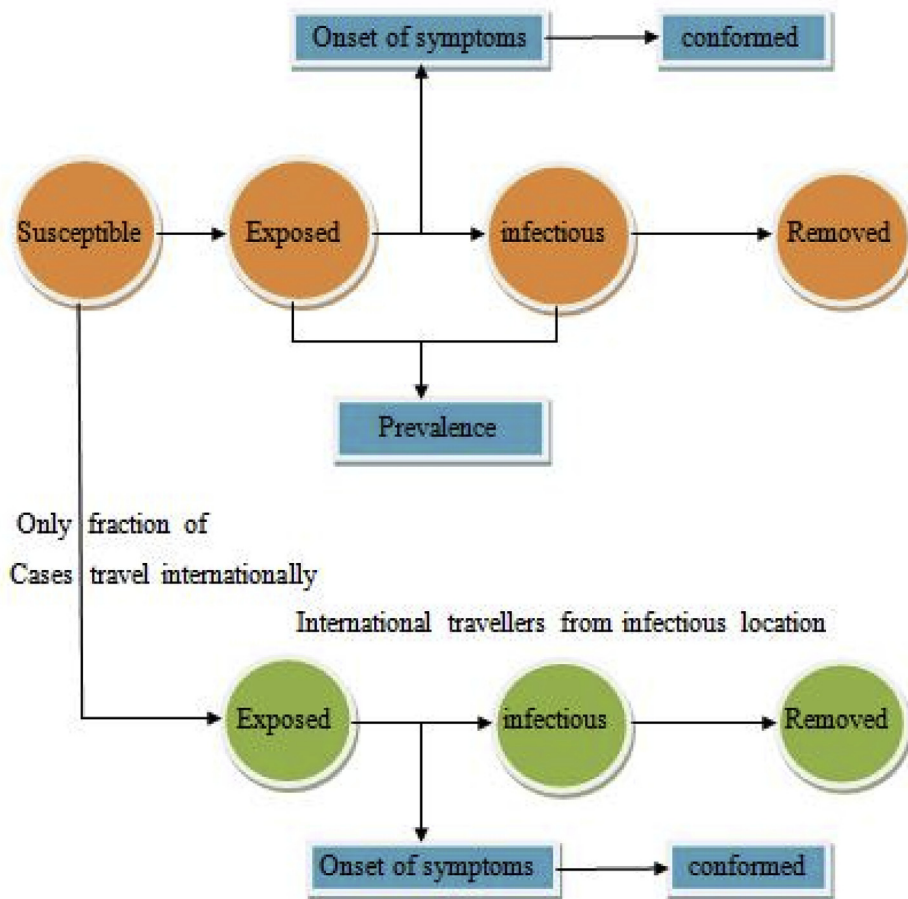 Onset of symptoms
conformed
Susceptible
Exposed
infectious
Removed
Prevalence
Only fraction of
Cases travel internationally
International travellers from infectious location
Exposed
infectious
Removed
Onset of symptoms
conformed